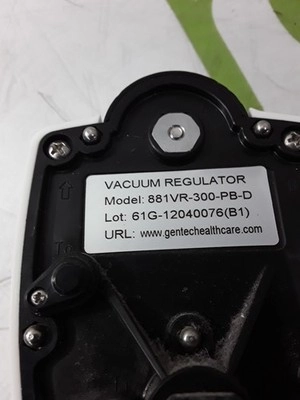 VACUUM REGULATOR
Model: 881VR-300-PB-D
Lot: 61G-12040076(B1)
URL: www.gentechealthcare.com